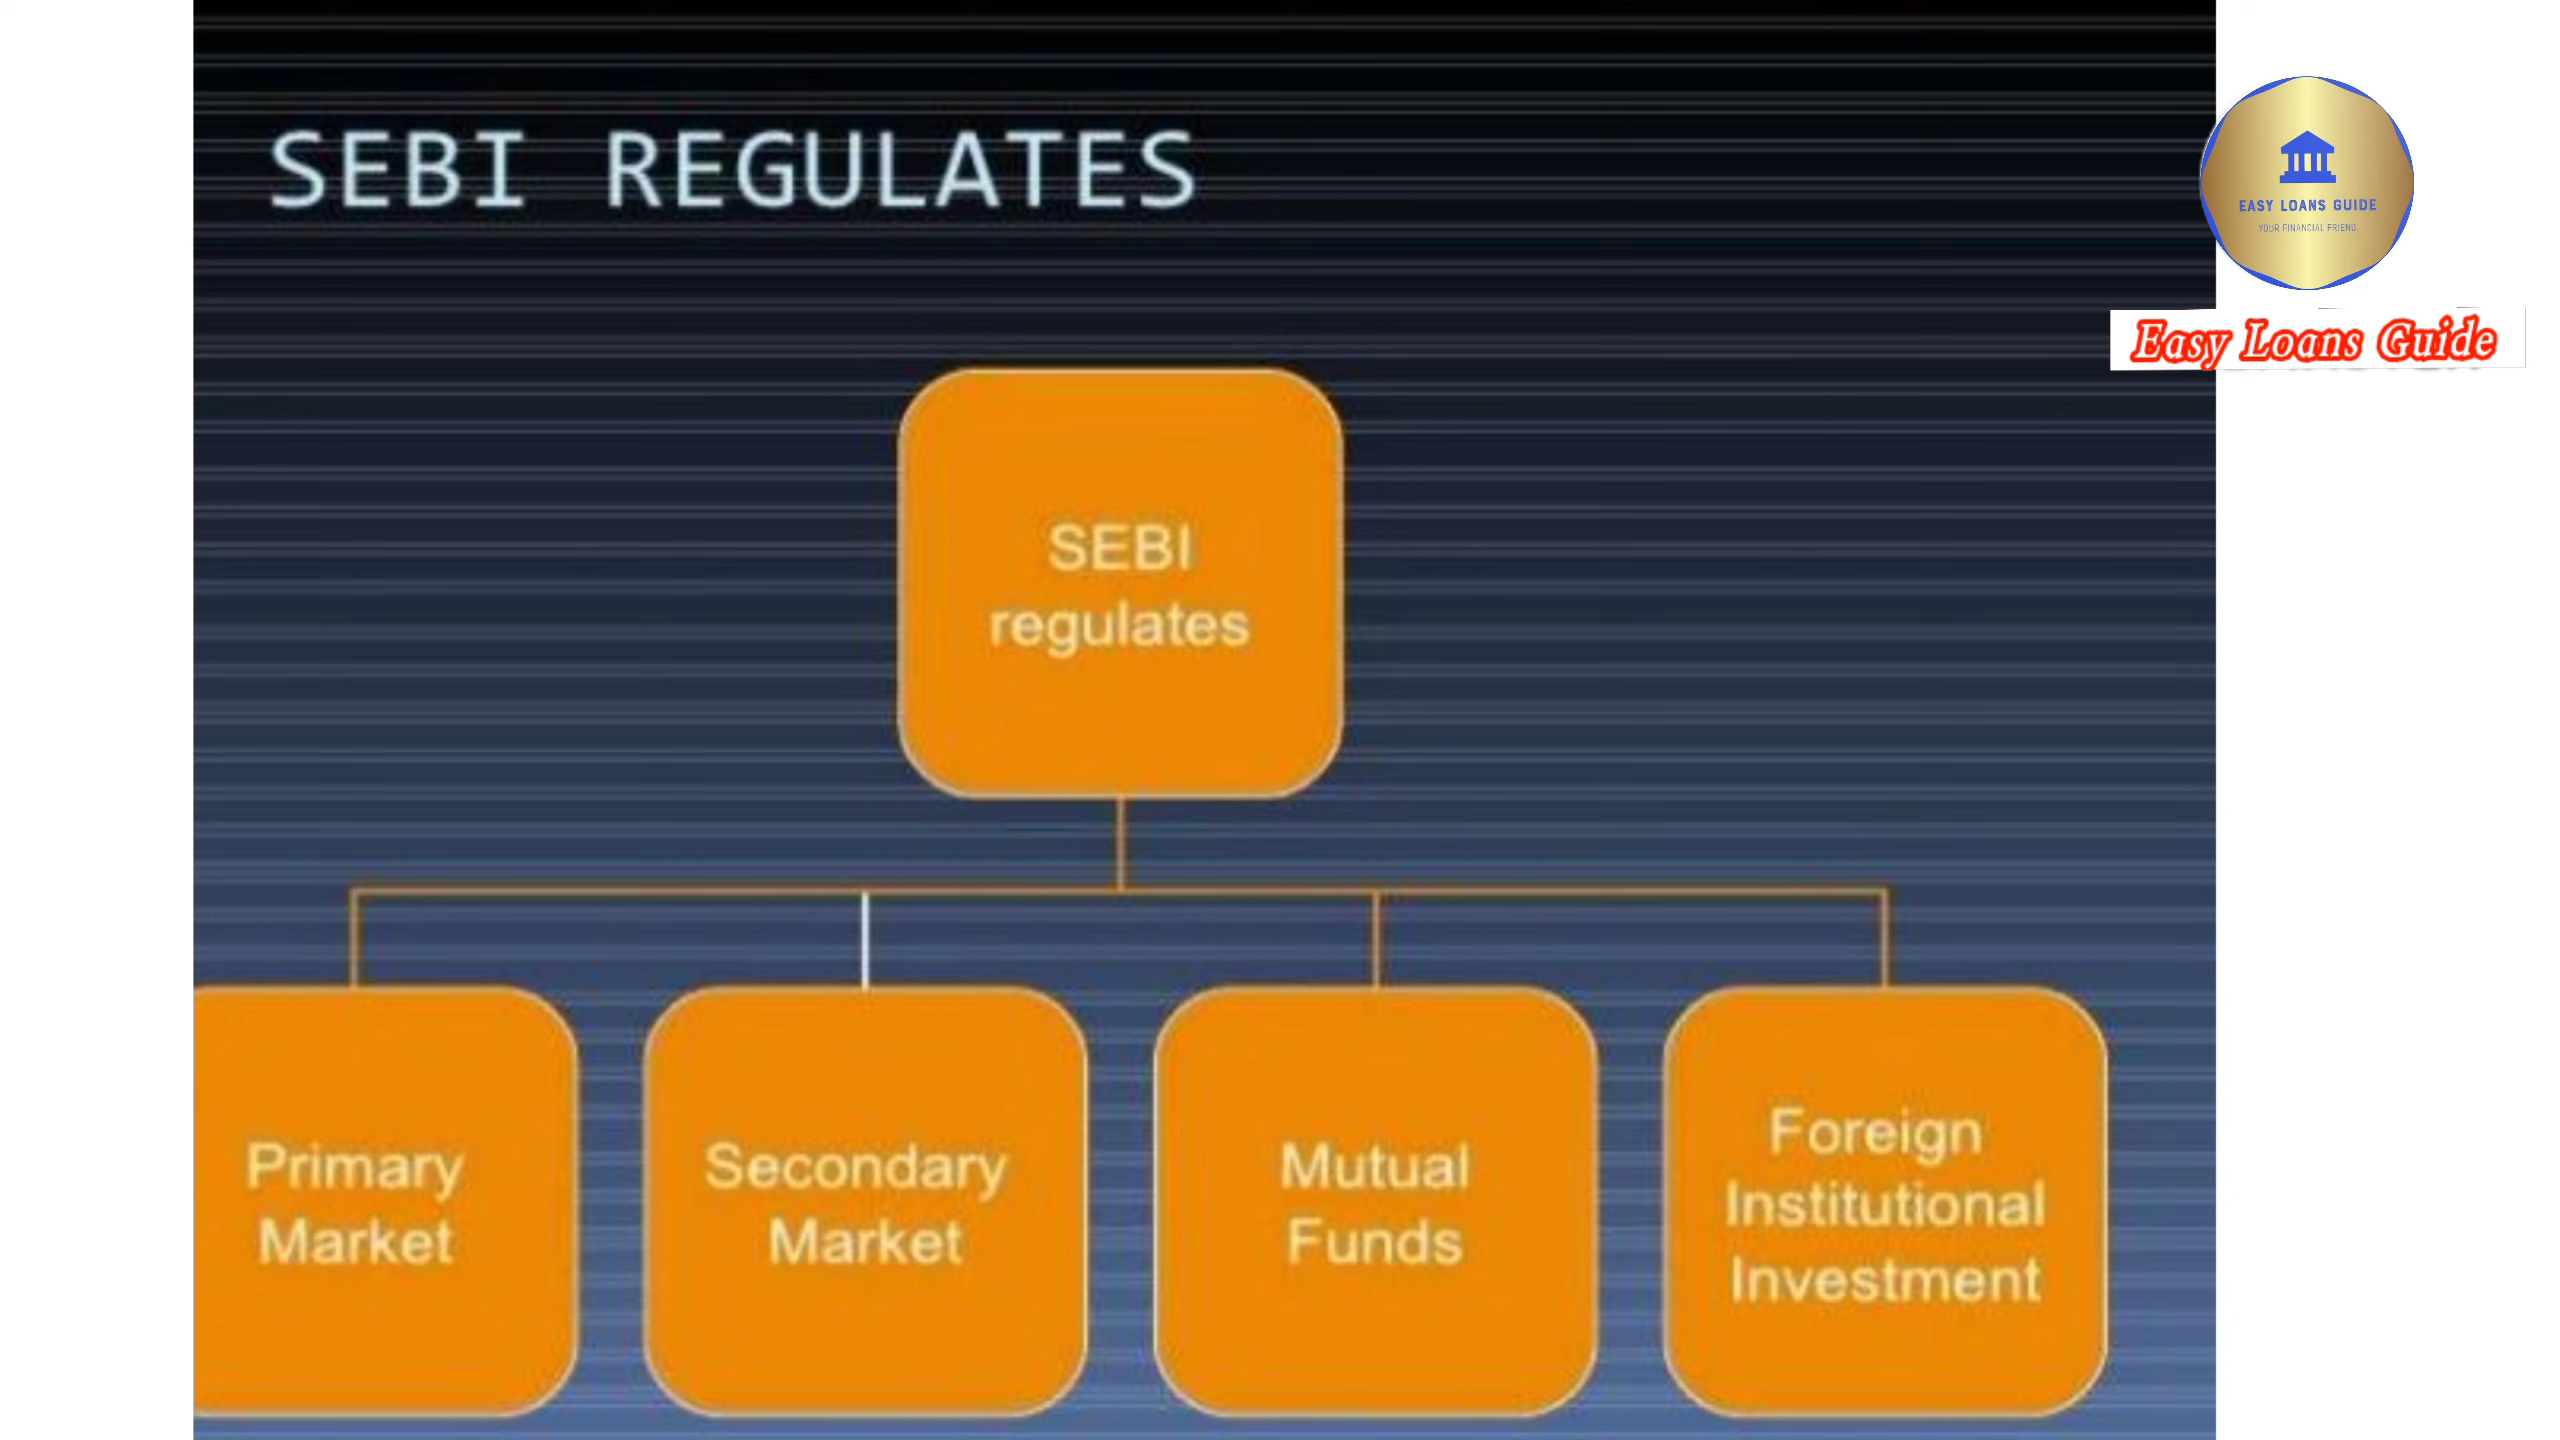 SEBI REGULATES
EASY LOANS GUIDE
YOUR FINANCIAL FRIEND.
Easy Loans Guide
SEBI
regulates
Primary
Market
Secondary
Market
Mutual
Funds
Foreign
Institutional
Investment